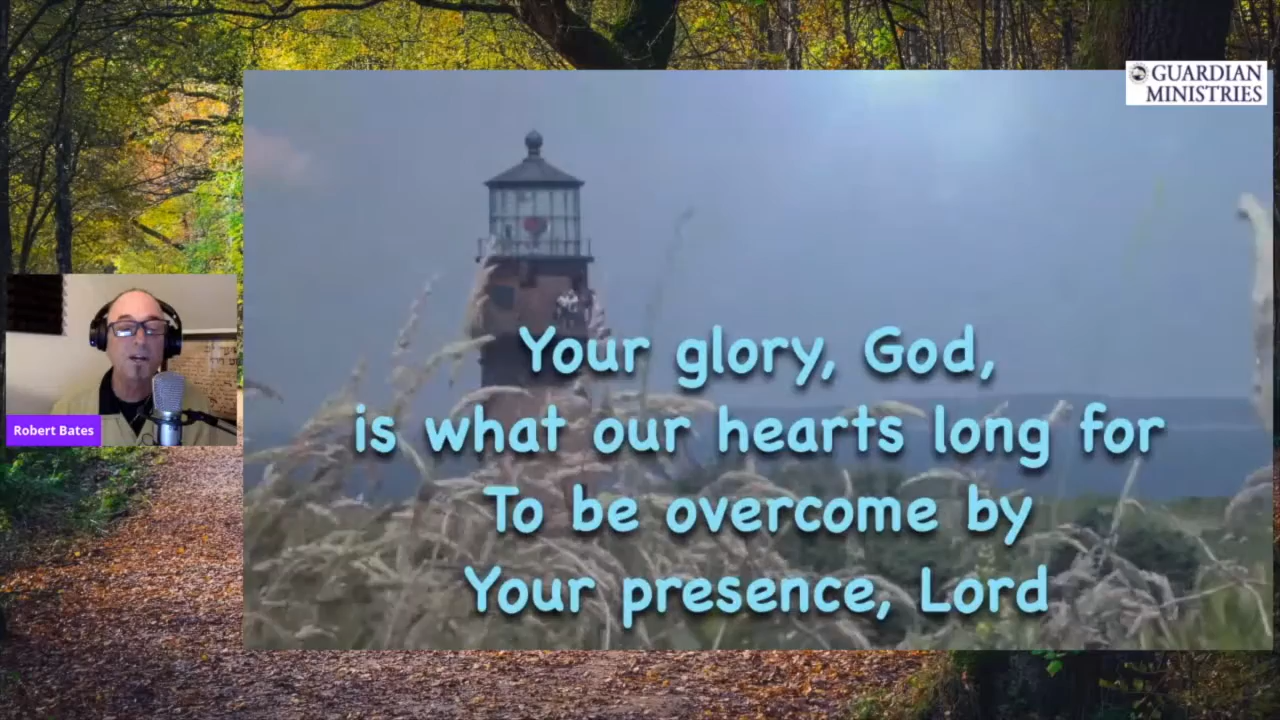 GUARDIAN
MINISTRIES
Your glory, God,
is what our hearts long for
To be overcome by
Your presence, Lord
Robert Bates